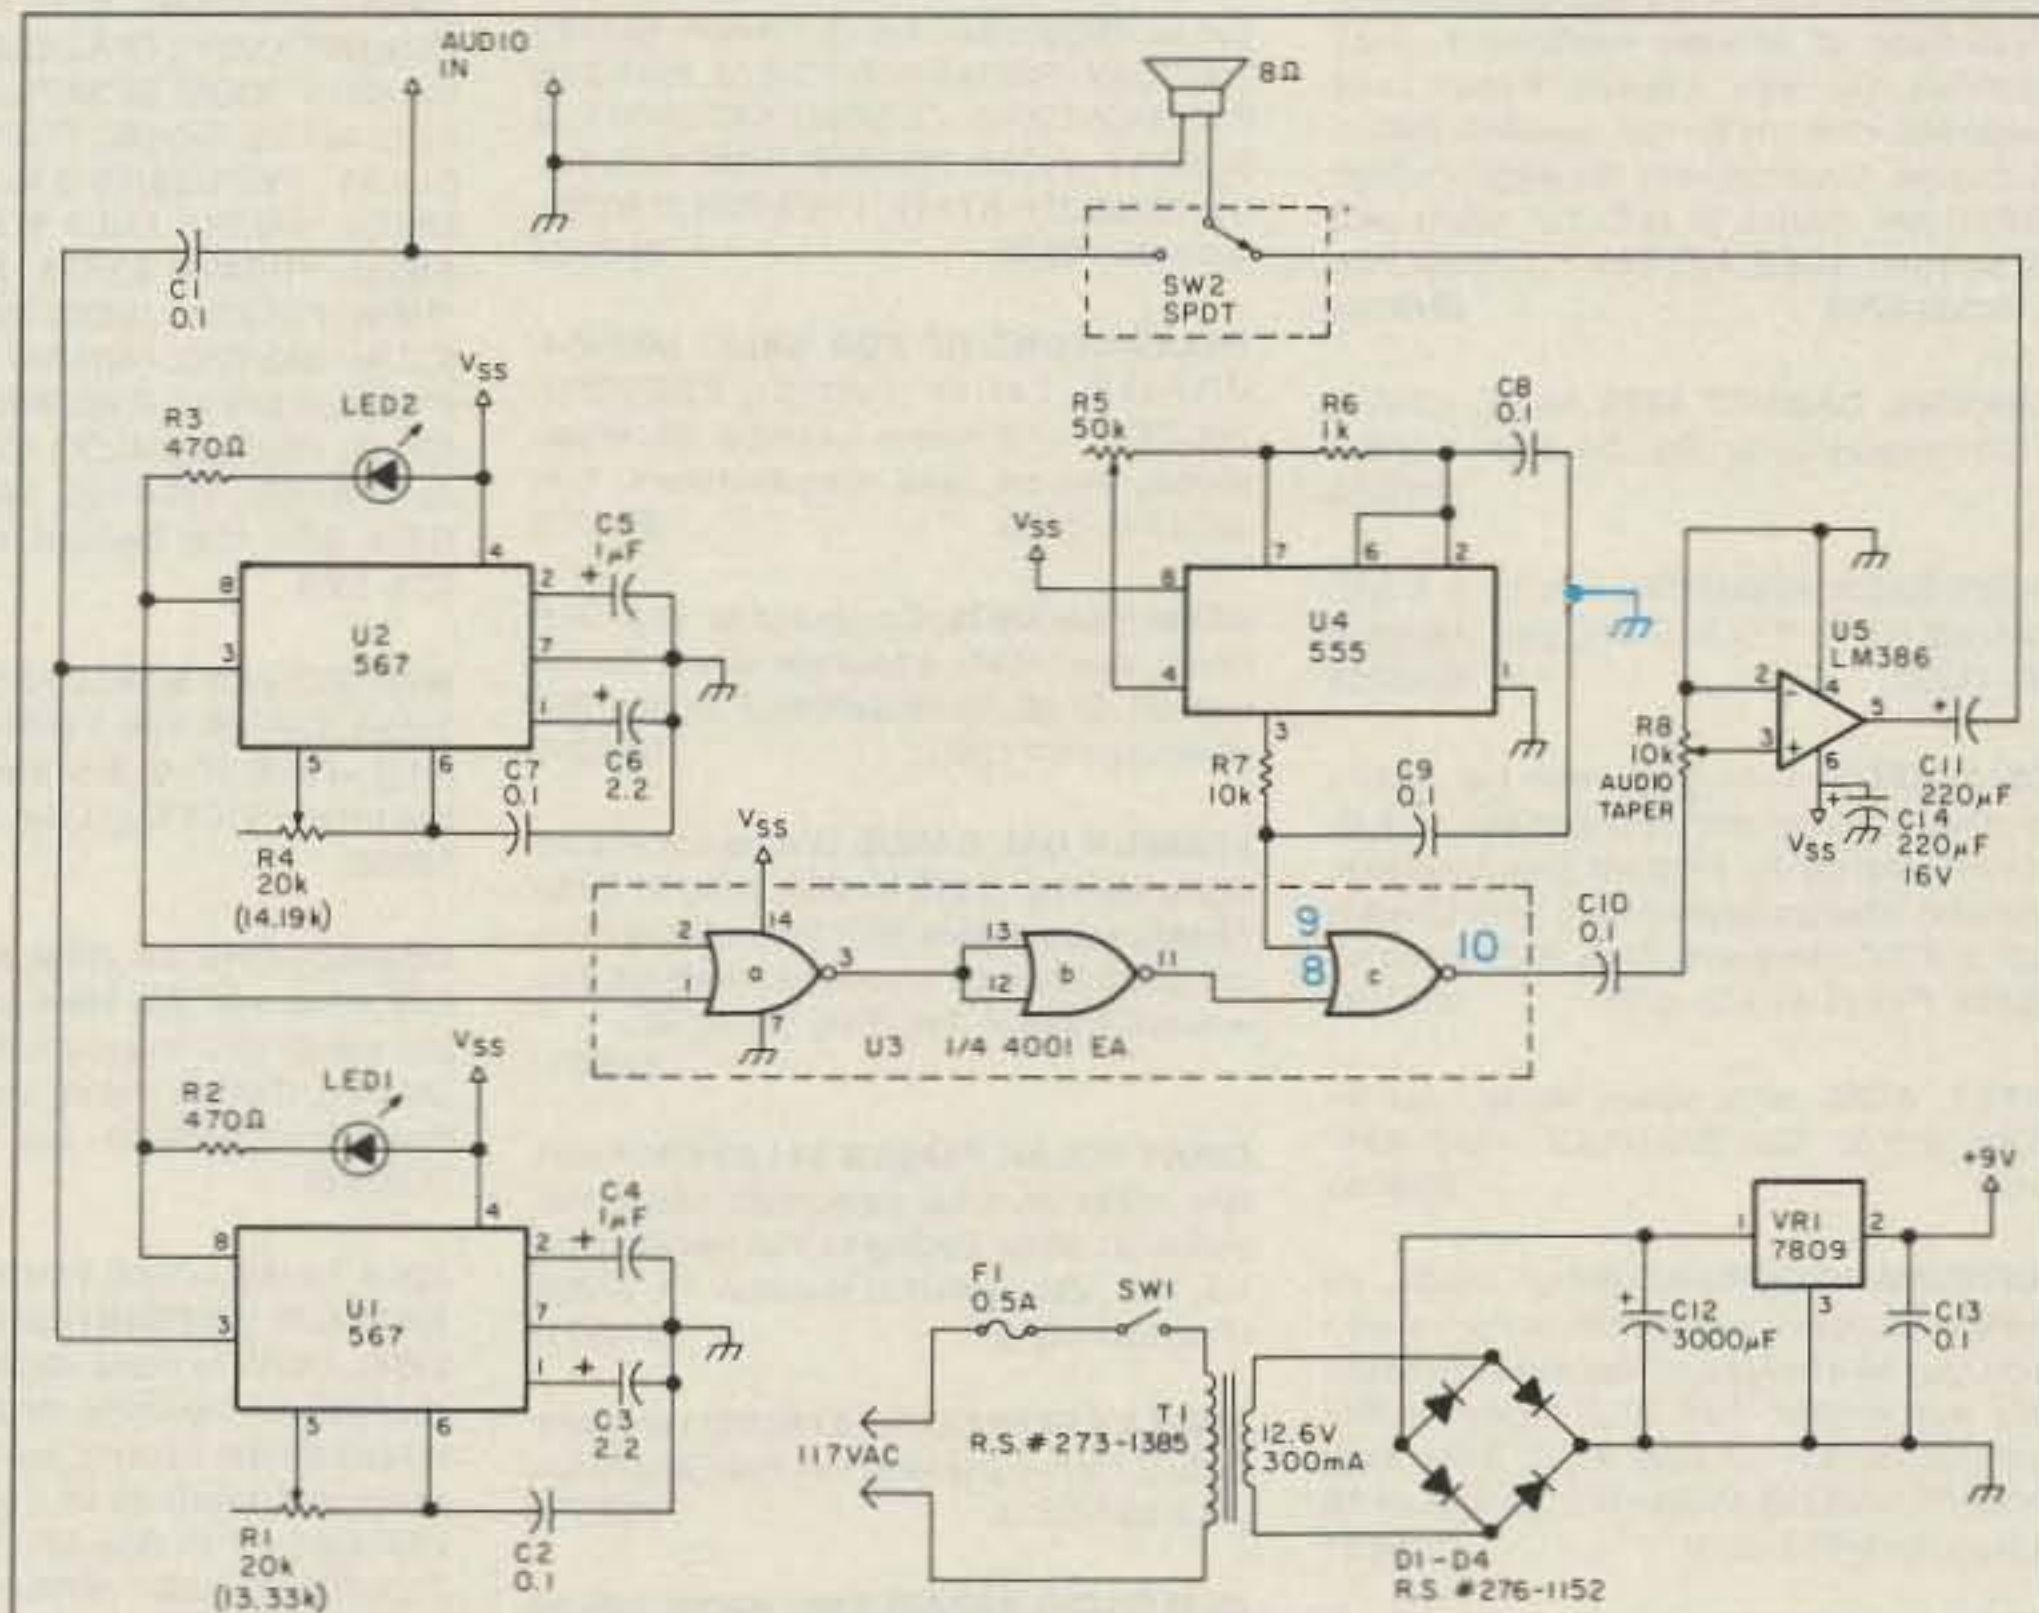 AUDIO
IN
8Ω
C1
0.1
SW2
SPDT
VSS
LED2
R3
470Ω
4
C5
1µF
+
8
2
U2
567
7
3
1
+
C6
2.2
5
6
C7
0.1
R4
20k
(14.19k)
R5
50k
R6
1k
C8
0.1
VSS
7
6
2
8
U4
555
4
1
3
R7
10k
C9
0.1
U5
LM386
2
-
4
3
+
5
6
R8
10k
AUDIO
TAPER
+
C11
220µF
+
C14
220µF
16V
VSS
VSS
14
2
a
1
3
7
13
12
b
11
9
8
c
10
C10
0.1
U3 1/4 4001 EA.
VSS
LED1
R2
470Ω
4
C4
1µF
+
8
2
U1
567
7
3
1
+
C3
2.2
5
6
C2
0.1
R1
20k
(13.33k)
F1
0.5A
SW1
117VAC
T1
R.S.#273-1385
12.6V
300mA
D1-D4
R.S.#276-1152
+
C12
3000µF
1
VR1
7809
2
3
C13
0.1
+9V